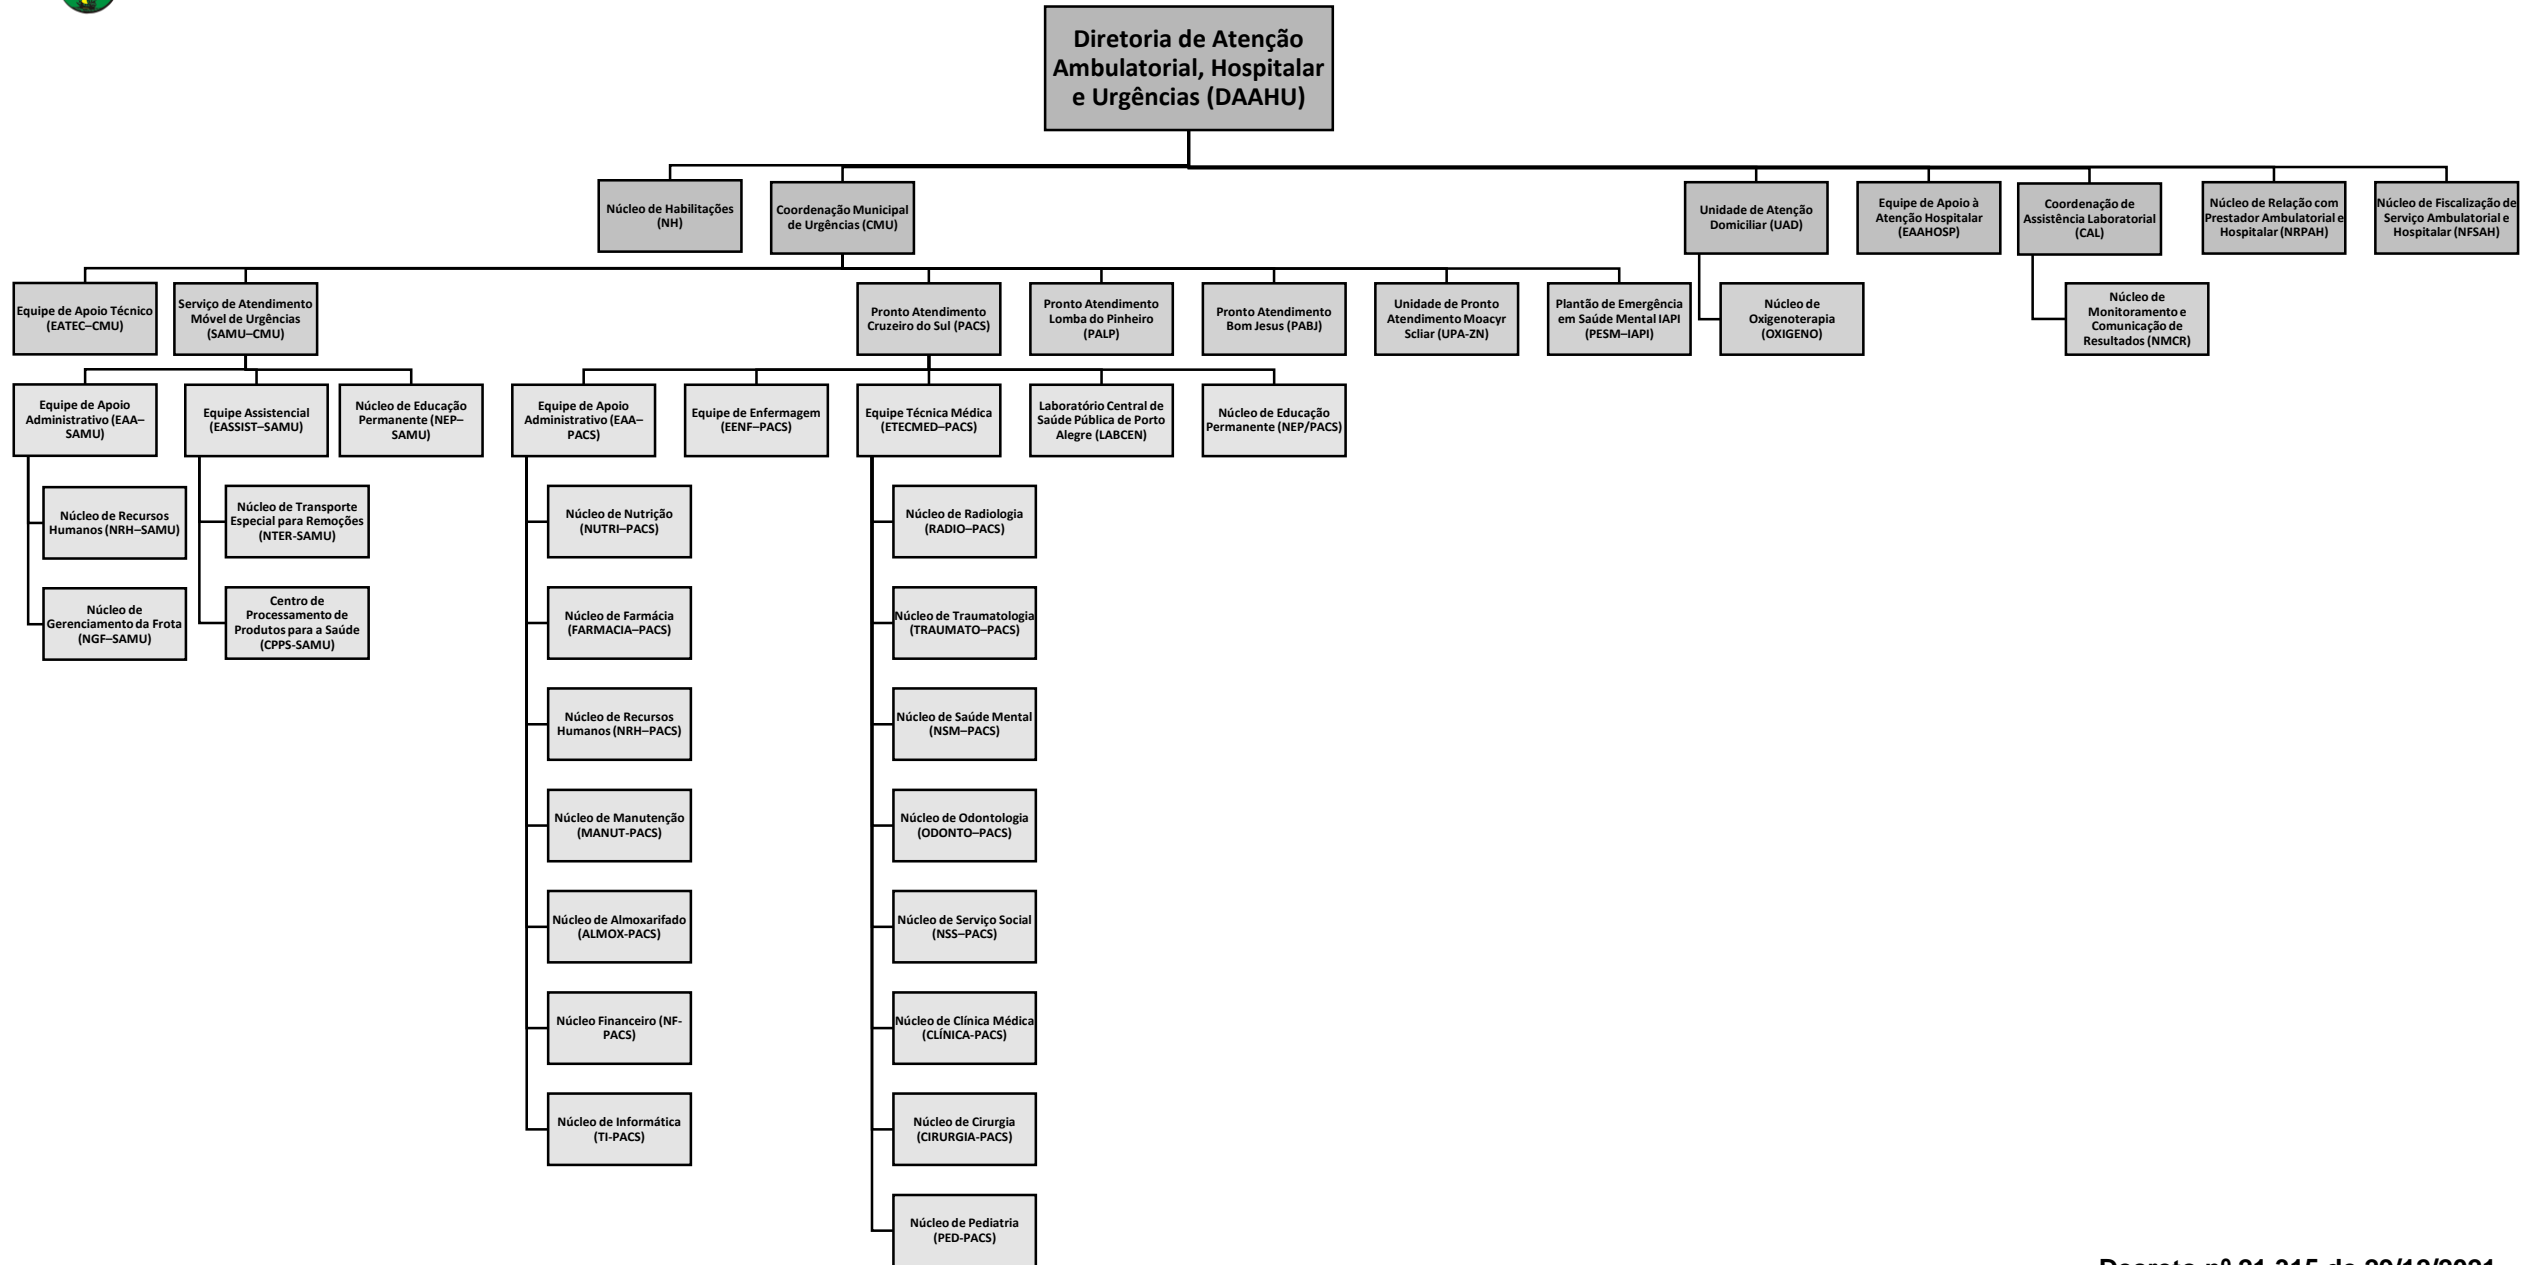 Diretoria de Atenção
Ambulatorial, Hospitalar
e Urgências (DAAHU)
Núcleo de Habilitações
(NH)
Coordenação Municipal
de Urgências (CMU)
Unidade de Atenção
Domiciliar (UAD)
Equipe de Apoio à
Atenção Hospitalar
(EAAHOSP)
Coordenação de
Assistência Laboratorial
(CAL)
Núcleo de Relação com
Prestador Ambulatorial e
Hospitalar (NRPAH)
Núcleo de Fiscalização de
Serviço Ambulatorial e
Hospitalar (NFSAH)
Equipe de Apoio Técnico
(EATEC–CMU)
Serviço de Atendimento
Móvel de Urgências
(SAMU–CMU)
Pronto Atendimento
Cruzeiro do Sul (PACS)
Pronto Atendimento
Lomba do Pinheiro
(PALP)
Pronto Atendimento
Bom Jesus (PABJ)
Unidade de Pronto
Atendimento Moacyr
Scliar (UPA-ZN)
Plantão de Emergência
em Saúde Mental IAPI
(PESM–IAPI)
Núcleo de
Oxigenoterapia
(OXIGENO)
Núcleo de
Monitoramento e
Comunicação de
Resultados (NMCR)
Equipe de Apoio
Administrativo (EAA–
SAMU)
Equipe Assistencial
(EASSIST–SAMU)
Núcleo de Educação
Permanente (NEP–
SAMU)
Equipe de Apoio
Administrativo (EAA–
PACS)
Equipe de Enfermagem
(EENF–PACS)
Equipe Técnica Médica
(ETECMED–PACS)
Laboratório Central de
Saúde Pública de Porto
Alegre (LABCEN)
Núcleo de Educação
Permanente (NEP/PACS)
Núcleo de Recursos
Humanos (NRH–SAMU)
Núcleo de Transporte
Especial para Remoções
(NTER-SAMU)
Núcleo de Nutrição
(NUTRI–PACS)
Núcleo de Radiologia
(RADIO–PACS)
Núcleo de
Gerenciamento da Frota
(NGF–SAMU)
Centro de
Processamento de
Produtos para a Saúde
(CPPS-SAMU)
Núcleo de Farmácia
(FARMACIA–PACS)
Núcleo de Traumatologia
(TRAUMATO–PACS)
Núcleo de Recursos
Humanos (NRH–PACS)
Núcleo de Saúde Mental
(NSM–PACS)
Núcleo de Manutenção
(MANUT-PACS)
Núcleo de Odontologia
(ODONTO–PACS)
Núcleo de Almoxarifado
(ALMOX-PACS)
Núcleo de Serviço Social
(NSS–PACS)
Núcleo Financeiro (NF-
PACS)
Núcleo de Clínica Médica
(CLÍNICA-PACS)
Núcleo de Informática
(TI-PACS)
Núcleo de Cirurgia
(CIRURGIA-PACS)
Núcleo de Pediatria
(PED-PACS)
Decreto nº 21.315 de 29/12/2021